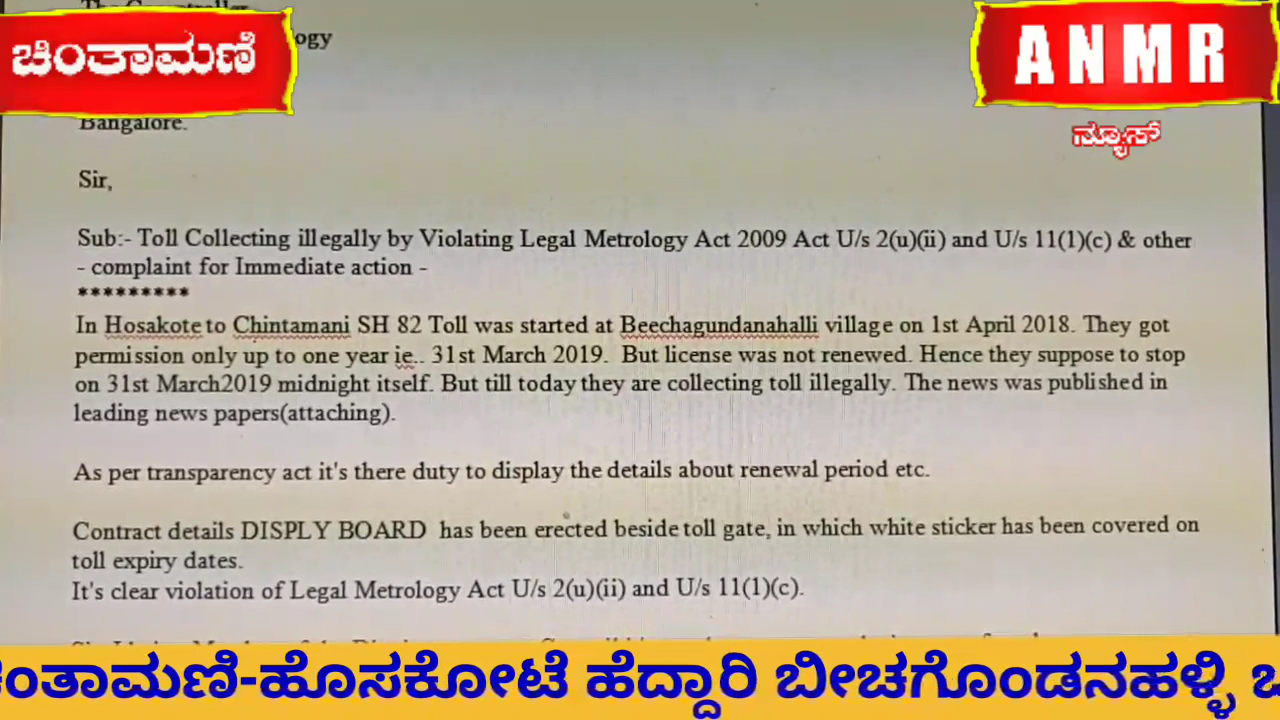 ಚಿಂತಾಮಣಿ
ANMR
ನ್ಯೂಸ್
ogy
Bangalore.
Sir,
Sub:- Toll Collecting illegally by Violating Legal Metrology Act 2009 Act U/s 2(u)(ii) and U/s 11(1)(c) & other
- complaint for Immediate action -
*********
In Hosakote to Chintamani SH 82 Toll was started at Beechagundanahalli village on 1st April 2018. They got
permission only up to one year ie.. 31st March 2019. But license was not renewed. Hence they suppose to stop
on 31st March2019 midnight itself. But till today they are collecting toll illegally. The news was published in
leading news papers(attaching).
As per transparency act it's there duty to display the details about renewal period etc.
Contract details DISPLY BOARD has been erected beside toll gate, in which white sticker has been covered on
toll expiry dates.
It's clear violation of Legal Metrology Act U/s 2(u)(ii) and U/s 11(1)(c).
ಚಿಂತಾಮಣಿ-ಹೊಸಕೋಟೆ ಹೆದ್ದಾರಿ ಬೀಚಗೊಂಡನಹಳ್ಳಿ